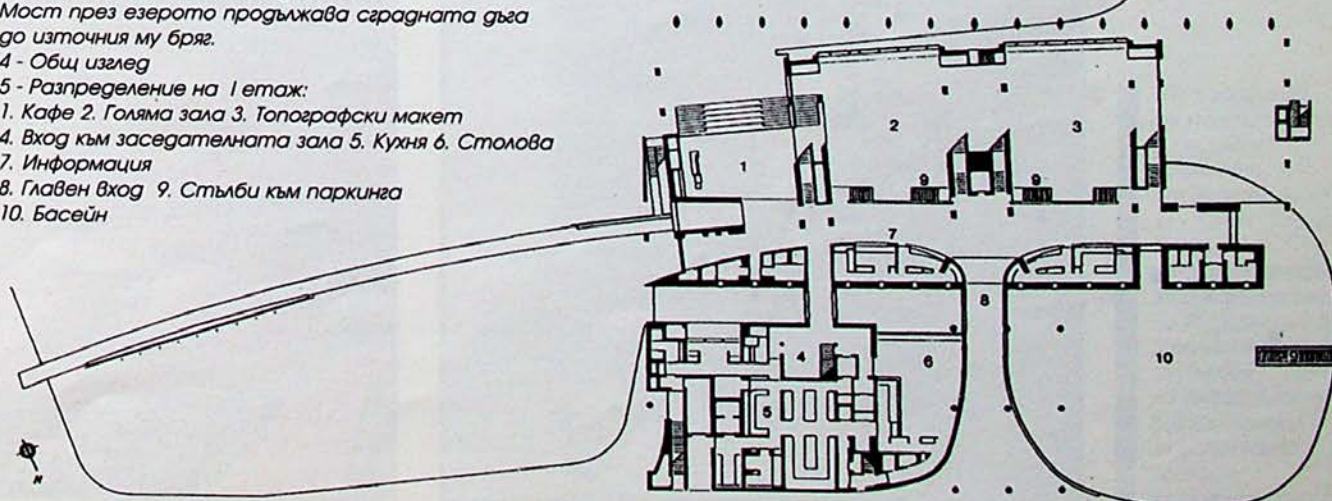 Мост през езерото продължава сградната дъга
до източния му бряг.
4 - Общ изглед
5 - Разпределение на I етаж:
1. Кафе 2. Голяма зала 3. Топографски макет
4. Вход към заседателната зала 5. Кухня 6. Столова
7. Информация
8. Главен вход 9. Стълби към паркинга
10. Басейн
2
3
1
9
9
7
8
4
6
10
5
N